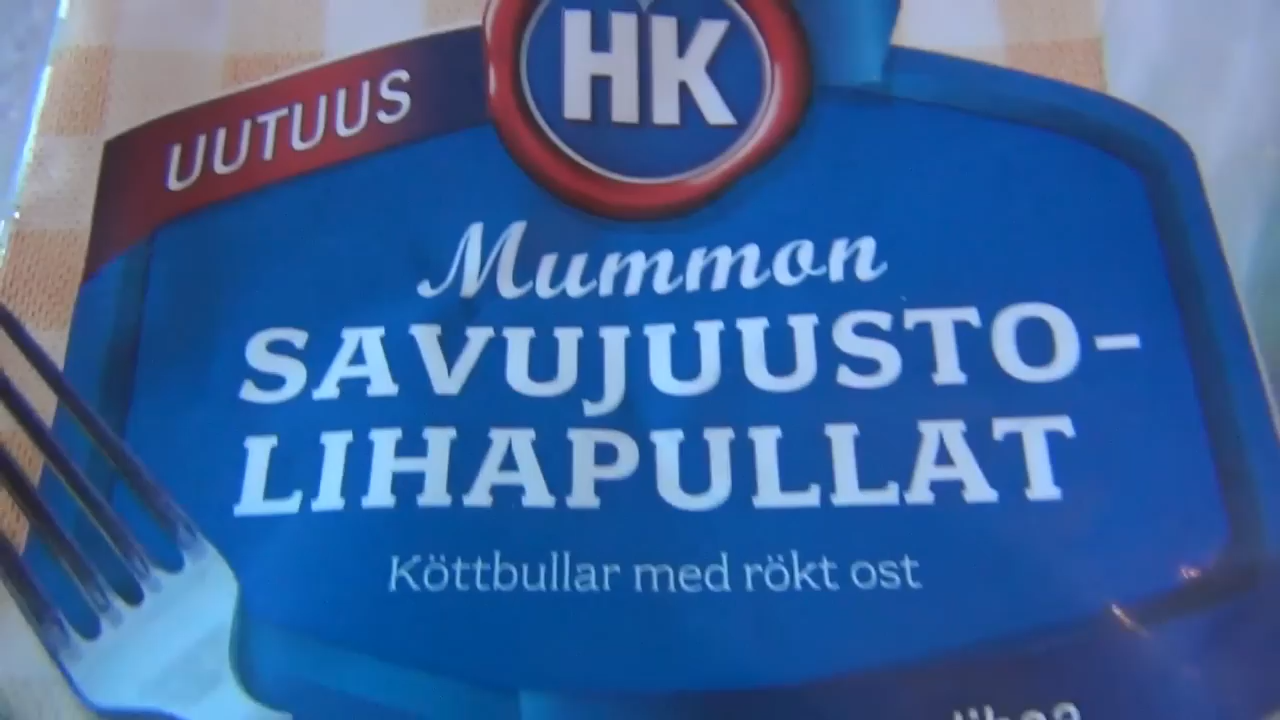 HK
UUTUUS
Mummon
SAVUJUUSTO-
LIHAPULLAT
Köttbullar med rökt ost